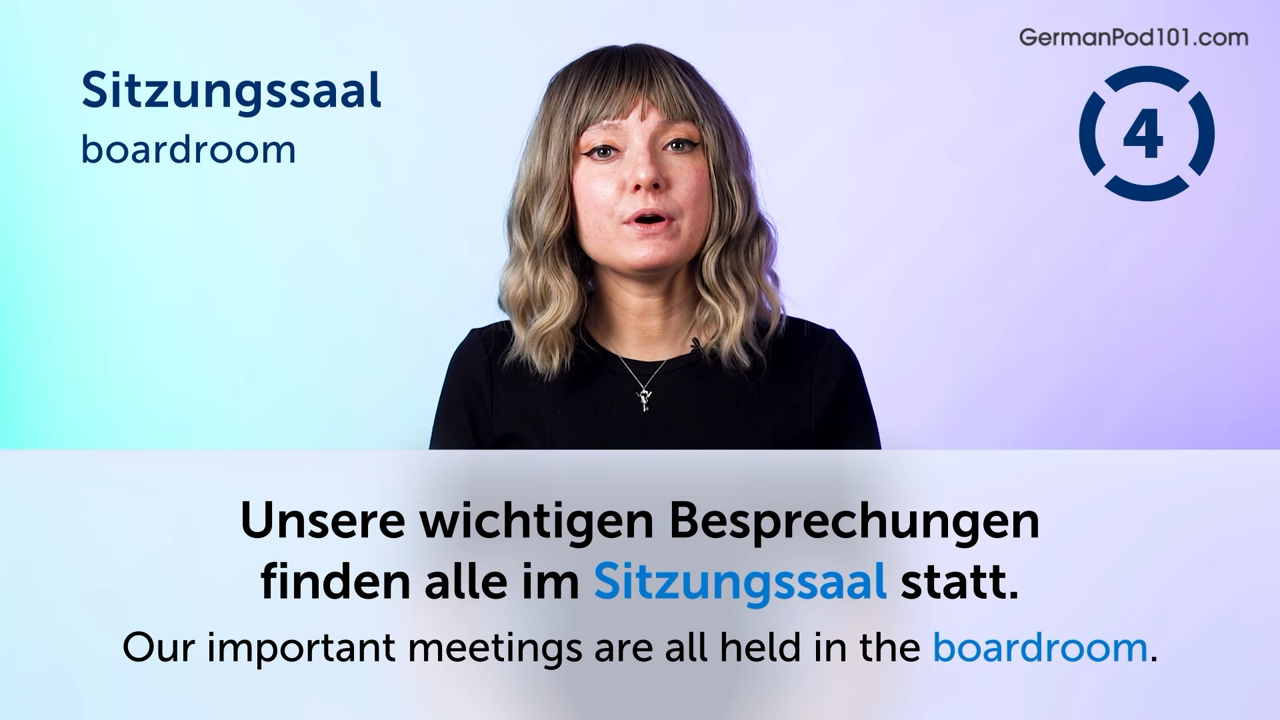 GermanPod101.com
Sitzungssaal
boardroom
4
Unsere wichtigen Besprechungen
finden alle im Sitzungssaal statt.
Our important meetings are all held in the boardroom.